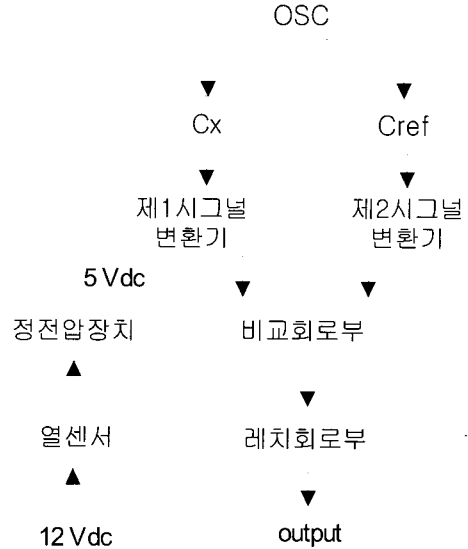 OSC
Cx
Cref
제1시그널
변환기
제2시그널
변환기
5 Vdc
정전압장치
비교회로부
열센서
레치회로부
12 Vdc
output